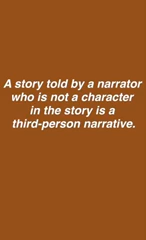 A story told by a narrator
who is not a character
in the story is a
third-person narrative.